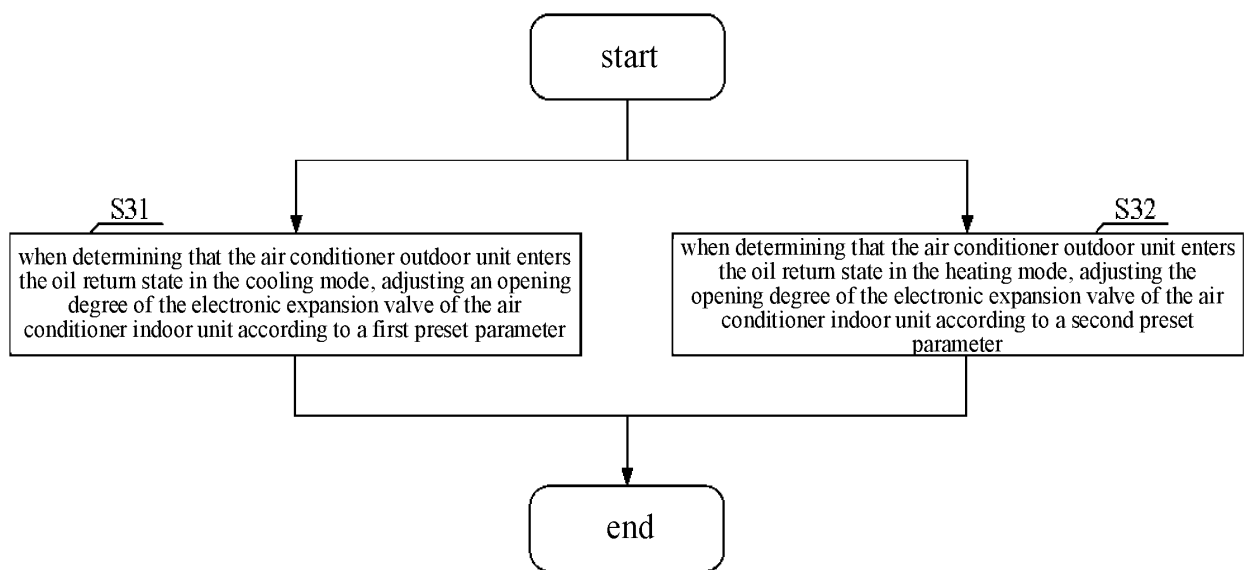 start
S31
when determining that the air conditioner outdoor unit enters
the oil return state in the cooling mode, adjusting an opening
degree of the electronic expansion valve of the air
conditioner indoor unit according to a first preset parameter
S32
when determining that the air conditioner outdoor unit enters
the oil return state in the heating mode, adjusting the
opening degree of the electronic expansion valve of the air
conditioner indoor unit according to a second preset
parameter
end